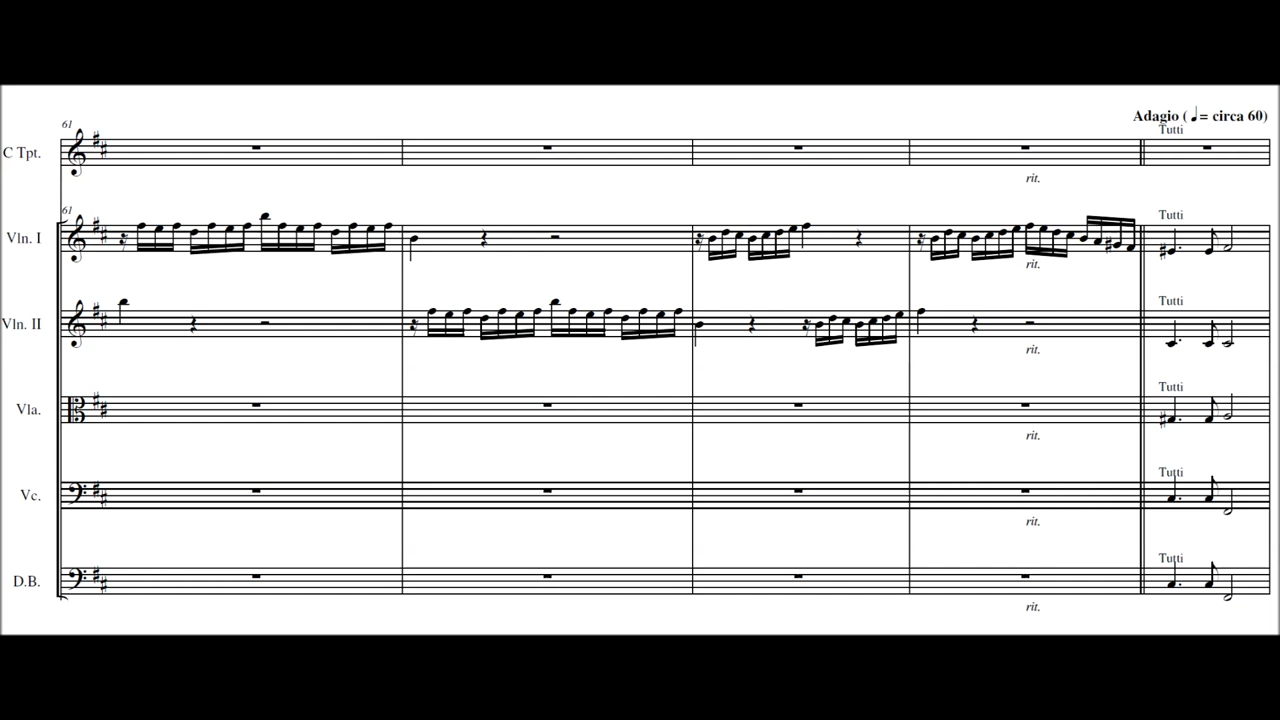 Adagio ( ♩= circa 60)
61
Tutti
C Tpt.
rit.
61
Tutti
Vln. I
rit.
Tutti
Vln. II
rit.
Tutti
Vla.
rit.
Tutti
Vc.
rit.
Tutti
D.B.
rit.